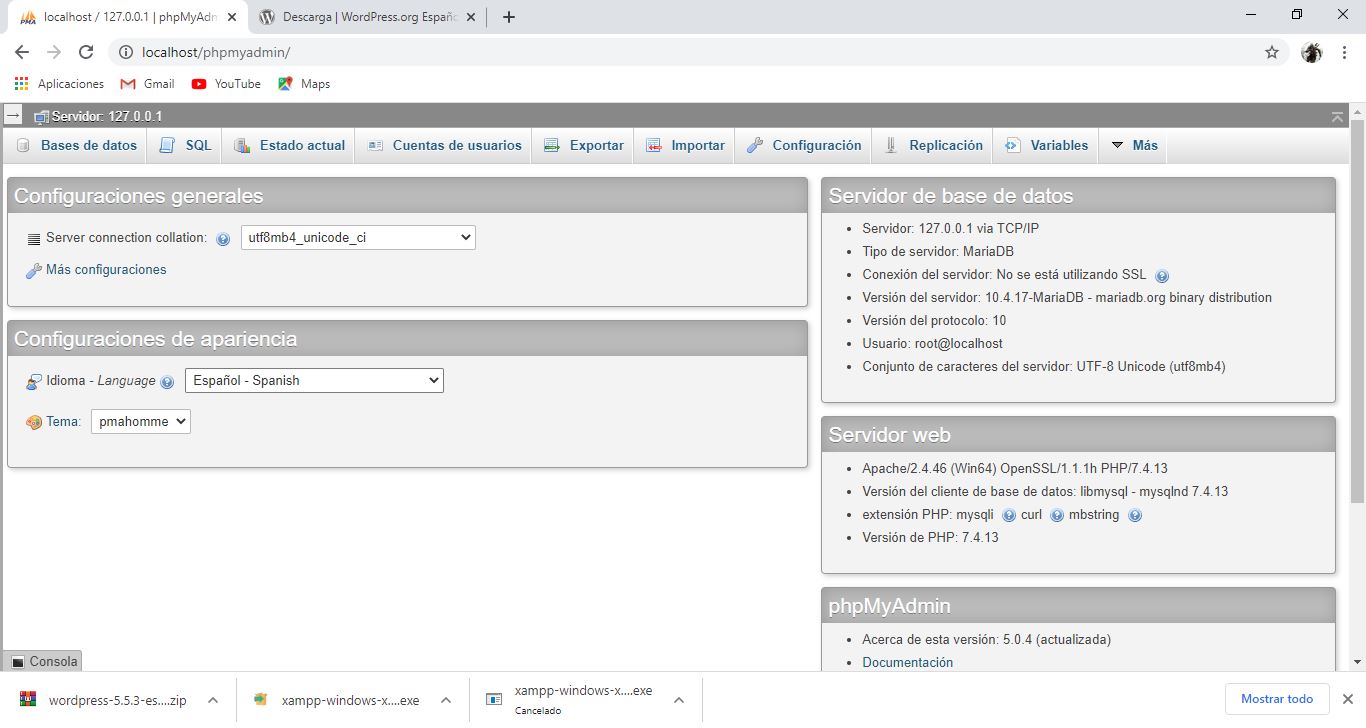 localhost / 127.0.0.1 | phpMyAdm
Descarga | WordPress.org Españo
localhost/phpmyadmin/
Aplicaciones
Gmail
YouTube
Maps
Servidor: 127.0.0.1
Bases de datos
SQL
Estado actual
Cuentas de usuarios
Exportar
Importar
Configuración
Replicación
Variables
Más
Configuraciones generales
Server connection collation:
utf8mb4_unicode_ci
Más configuraciones
Configuraciones de apariencia
Idioma - Language
Español - Spanish
Tema:
pmahomme
Servidor de base de datos
Servidor: 127.0.0.1 via TCP/IP
Tipo de servidor: MariaDB
Conexión del servidor: No se está utilizando SSL
Versión del servidor: 10.4.17-MariaDB - mariadb.org binary distribution
Versión del protocolo: 10
Usuario: root@localhost
Conjunto de caracteres del servidor: UTF-8 Unicode (utf8mb4)
Servidor web
Apache/2.4.46 (Win64) OpenSSL/1.1.1h PHP/7.4.13
Versión del cliente de base de datos: libmysql - mysqlnd 7.4.13
extensión PHP: mysqli curl mbstring
Versión de PHP: 7.4.13
phpMyAdmin
Acerca de esta versión: 5.0.4 (actualizada)
Documentación
Consola
wordpress-5.5.3-es....zip
xampp-windows-x....exe
xampp-windows-x....exe
Cancelado
Mostrar todo